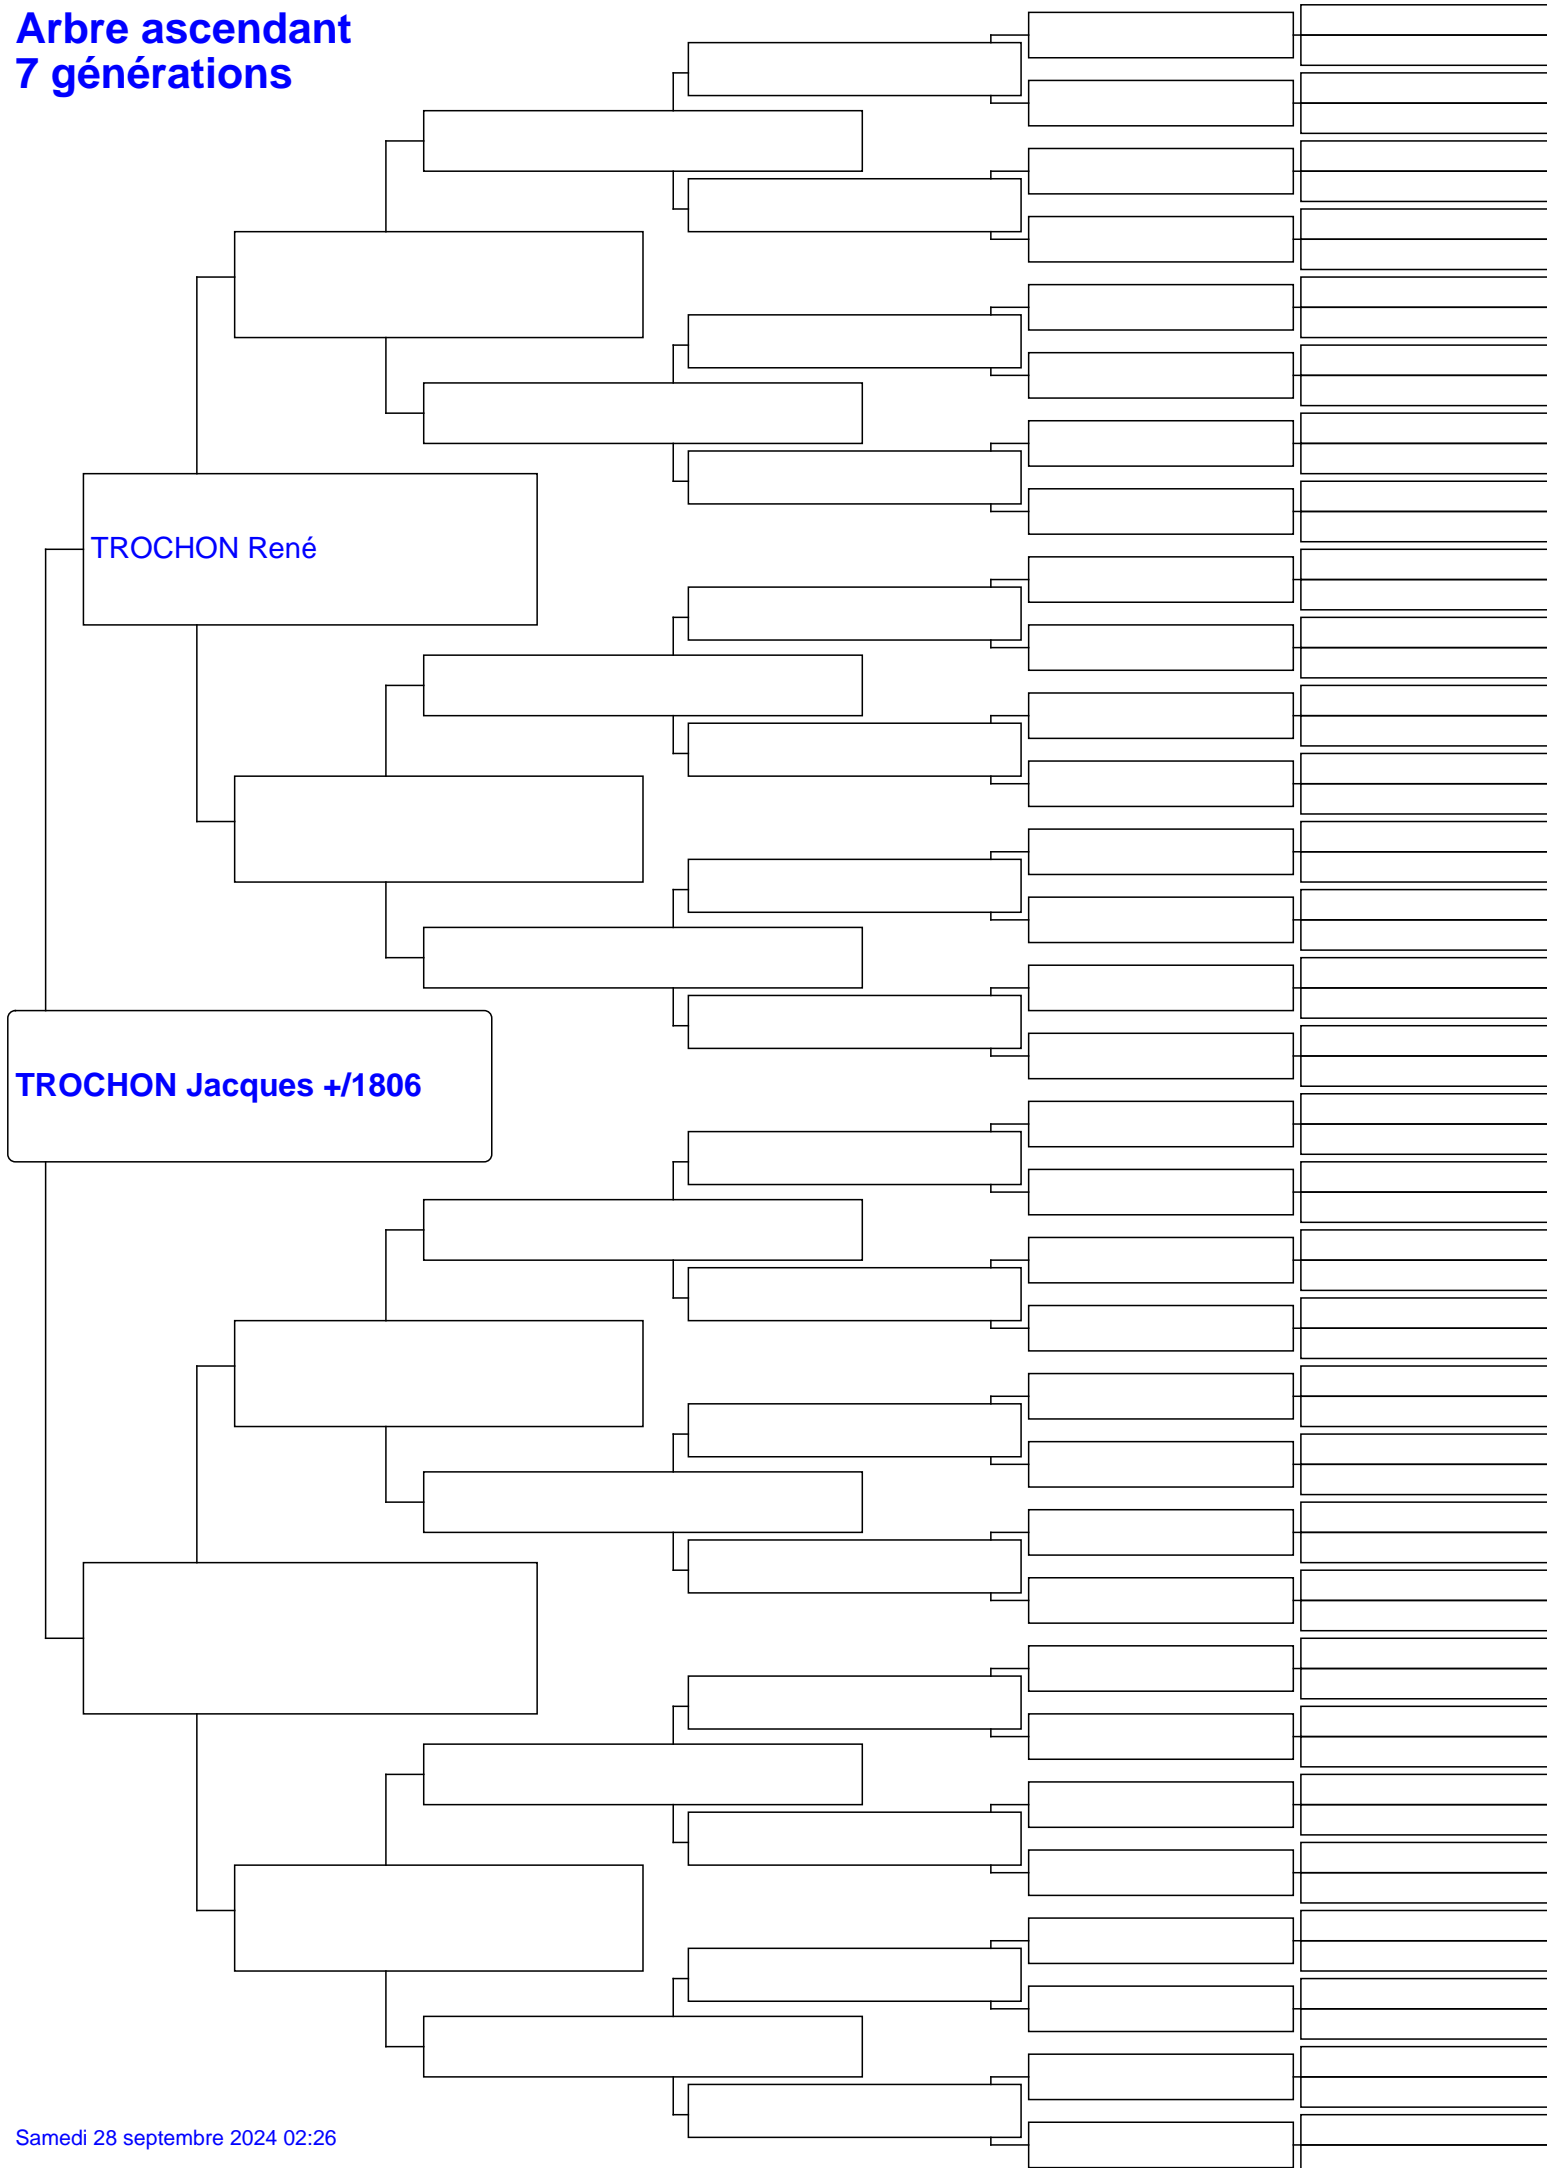 Arbre ascendant
7 générations
TROCHON René
TROCHON Jacques +/1806
Samedi 28 septembre 2024 02:26